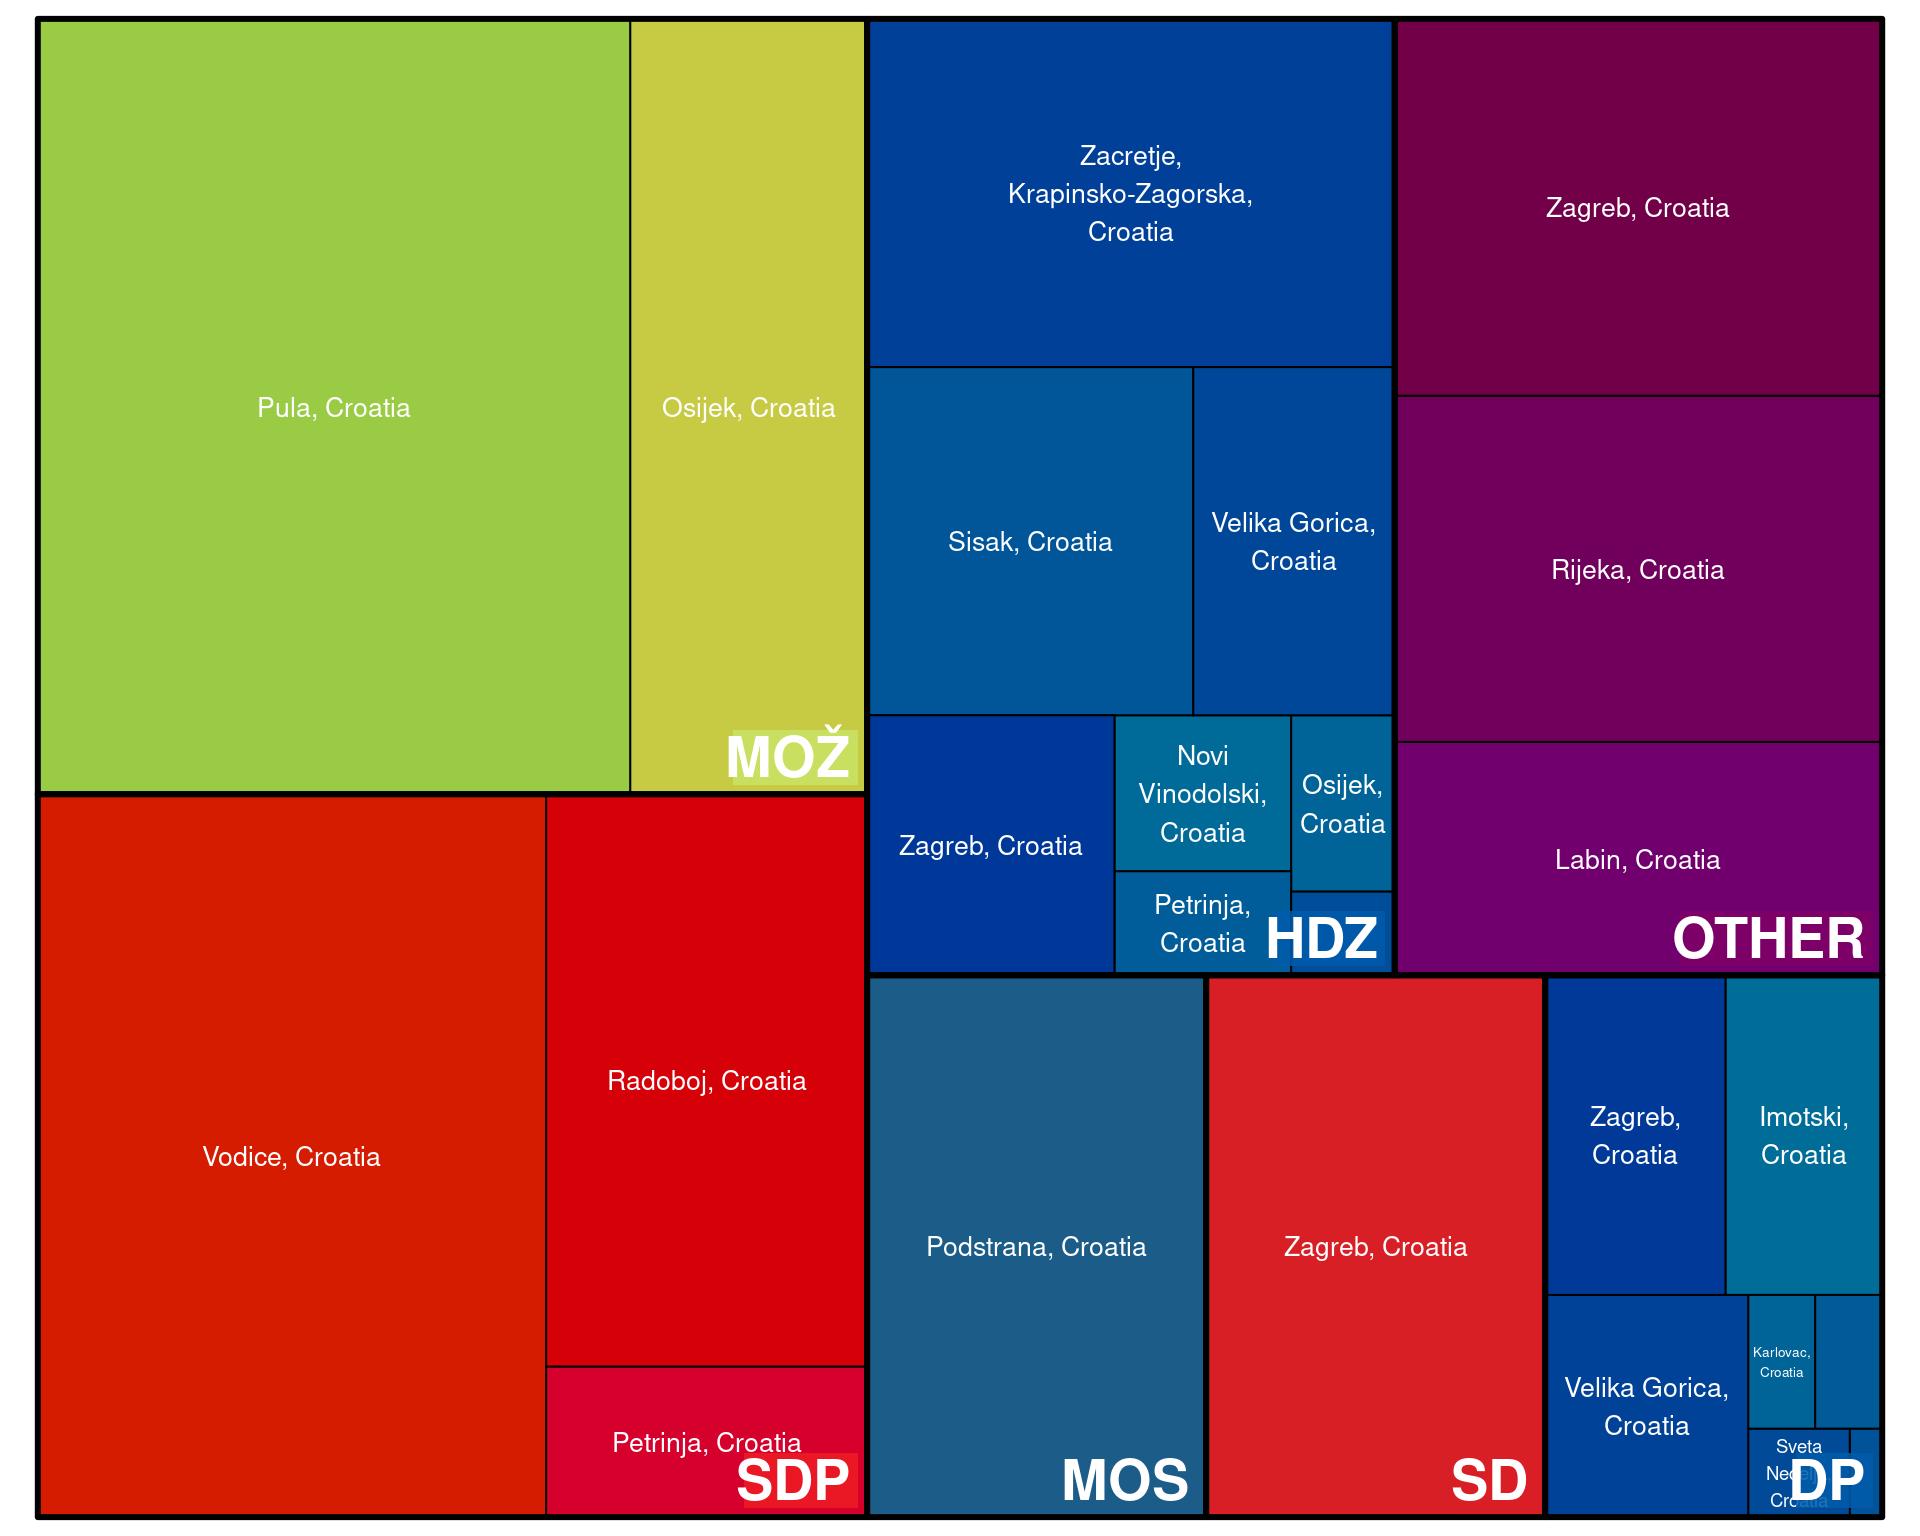 Pula, Croatia
Osijek, Croatia
MOŽ
Vodice, Croatia
Radoboj, Croatia
Petrinja, Croatia
SDP
Zacretje,
Krapinsko-Zagorska,
Croatia
Sisak, Croatia
Velika Gorica,
Croatia
Zagreb, Croatia
Novi
Vinodolski,
Croatia
Osijek,
Croatia
Petrinja,
Croatia
HDZ
Zagreb, Croatia
Rijeka, Croatia
Labin, Croatia
OTHER
Podstrana, Croatia
MOS
Zagreb, Croatia
SD
Zagreb,
Croatia
Imotski,
Croatia
Velika Gorica,
Croatia
Karlovac,
Croatia
Sveta
Croatia
DP